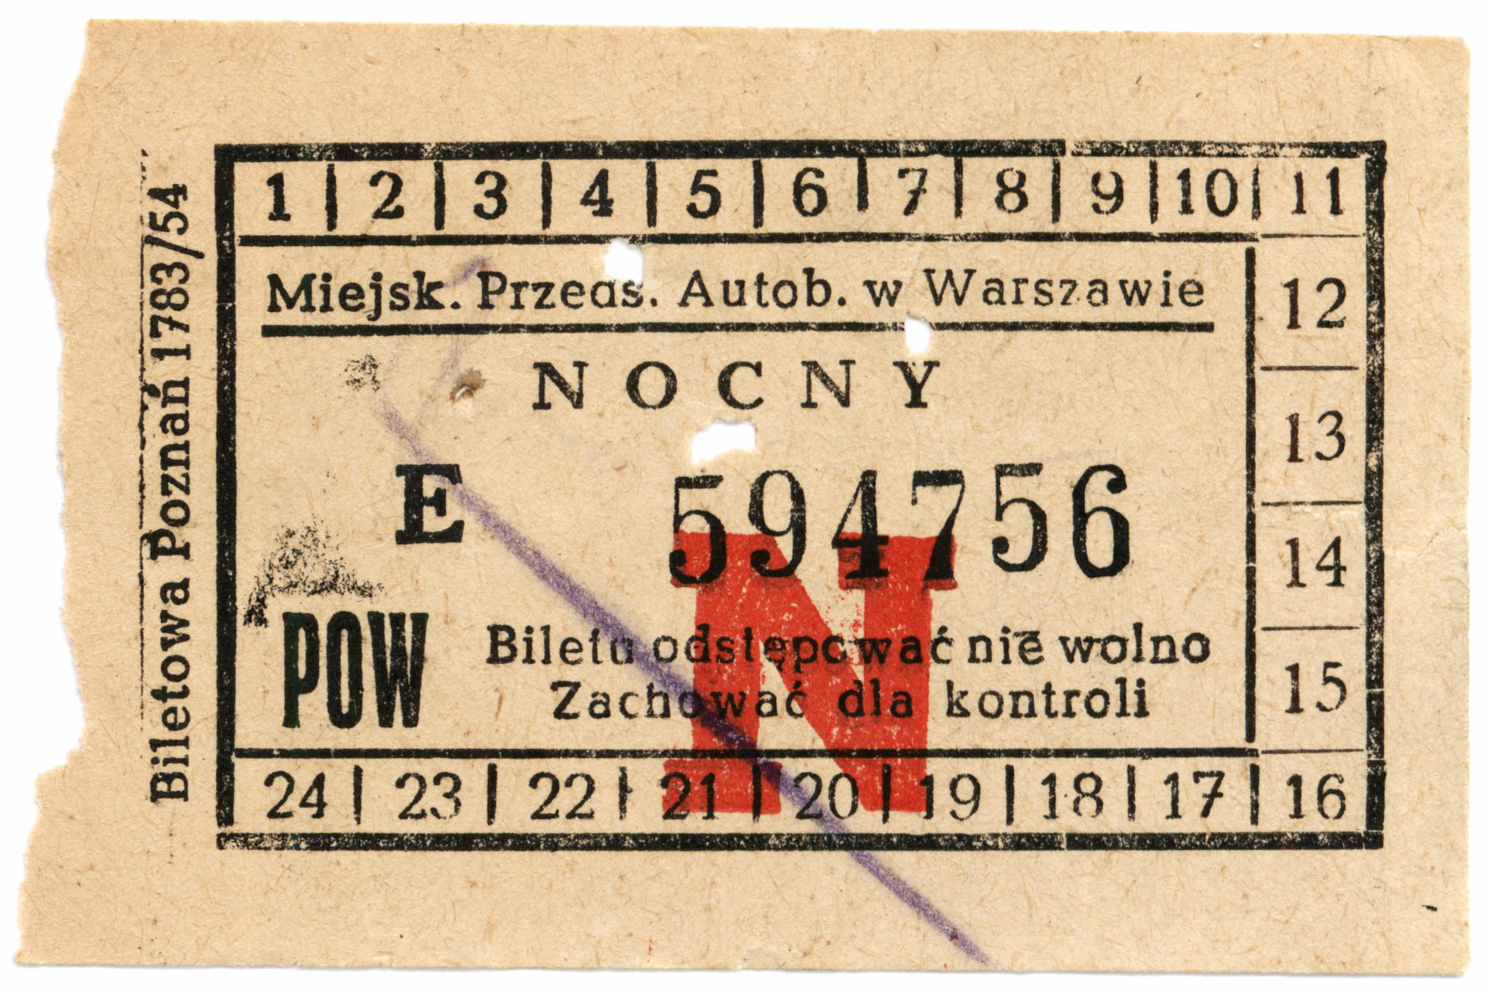 1 | 2 | 3 | 4 | 5 | 6 | 7 | 8 | 9 | 10 | 11
Miejsk. Przeds. Autob. w Warszawie
12
NOCNY
13
E 594756
N
14
POW
Biletu odstępować nie wolno
Zachować dla kontroli
15
24 | 23 | 22 | 21 | 20 | 19 | 18 | 17 | 16
Biletowa Poznań 1783/54